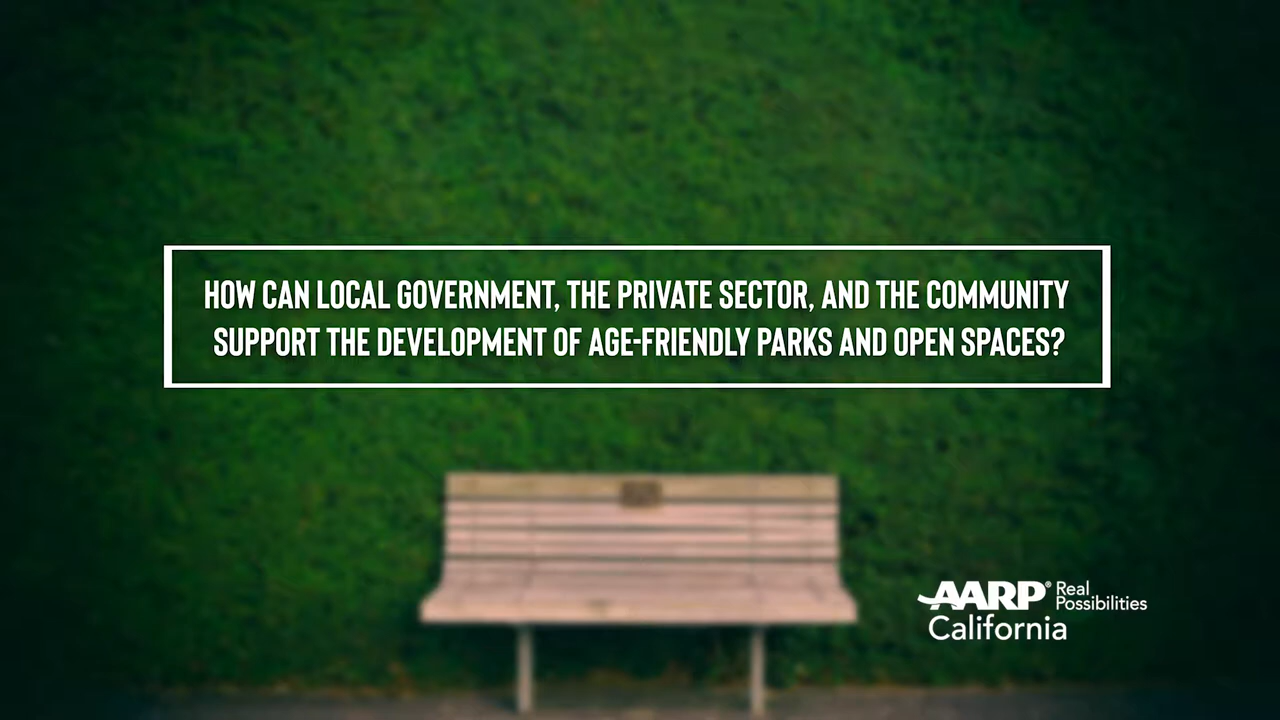 HOW CAN LOCAL GOVERNMENT, THE PRIVATE SECTOR, AND THE COMMUNITY
SUPPORT THE DEVELOPMENT OF AGE-FRIENDLY PARKS AND OPEN SPACES?
AARP® Real
Possibilities
California